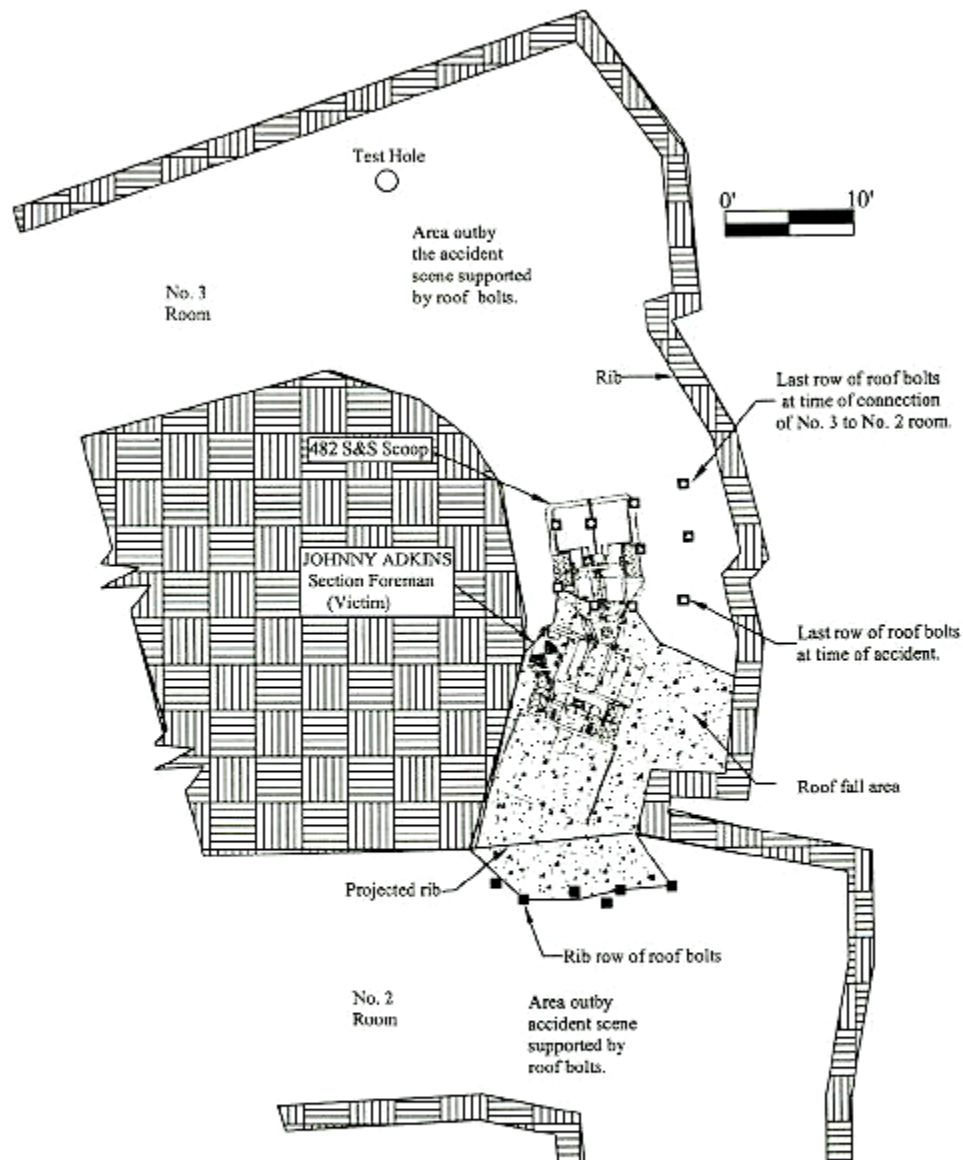 Test Hole
0'
10'
Area outby
the accident
scene supported
by roof bolts.
No. 3
Room
Rib
Last row of roof bolts
at time of connection
of No. 3 to No. 2 room.
482 S&S Scoop
JOHNNY ADKINS
Section Foreman
(Victim)
Last row of roof bolts
at time of accident.
Roof fall area
Projected rib
Rib row of roof bolts
No. 2
Room
Area outby
accident scene
supported by
roof bolts.